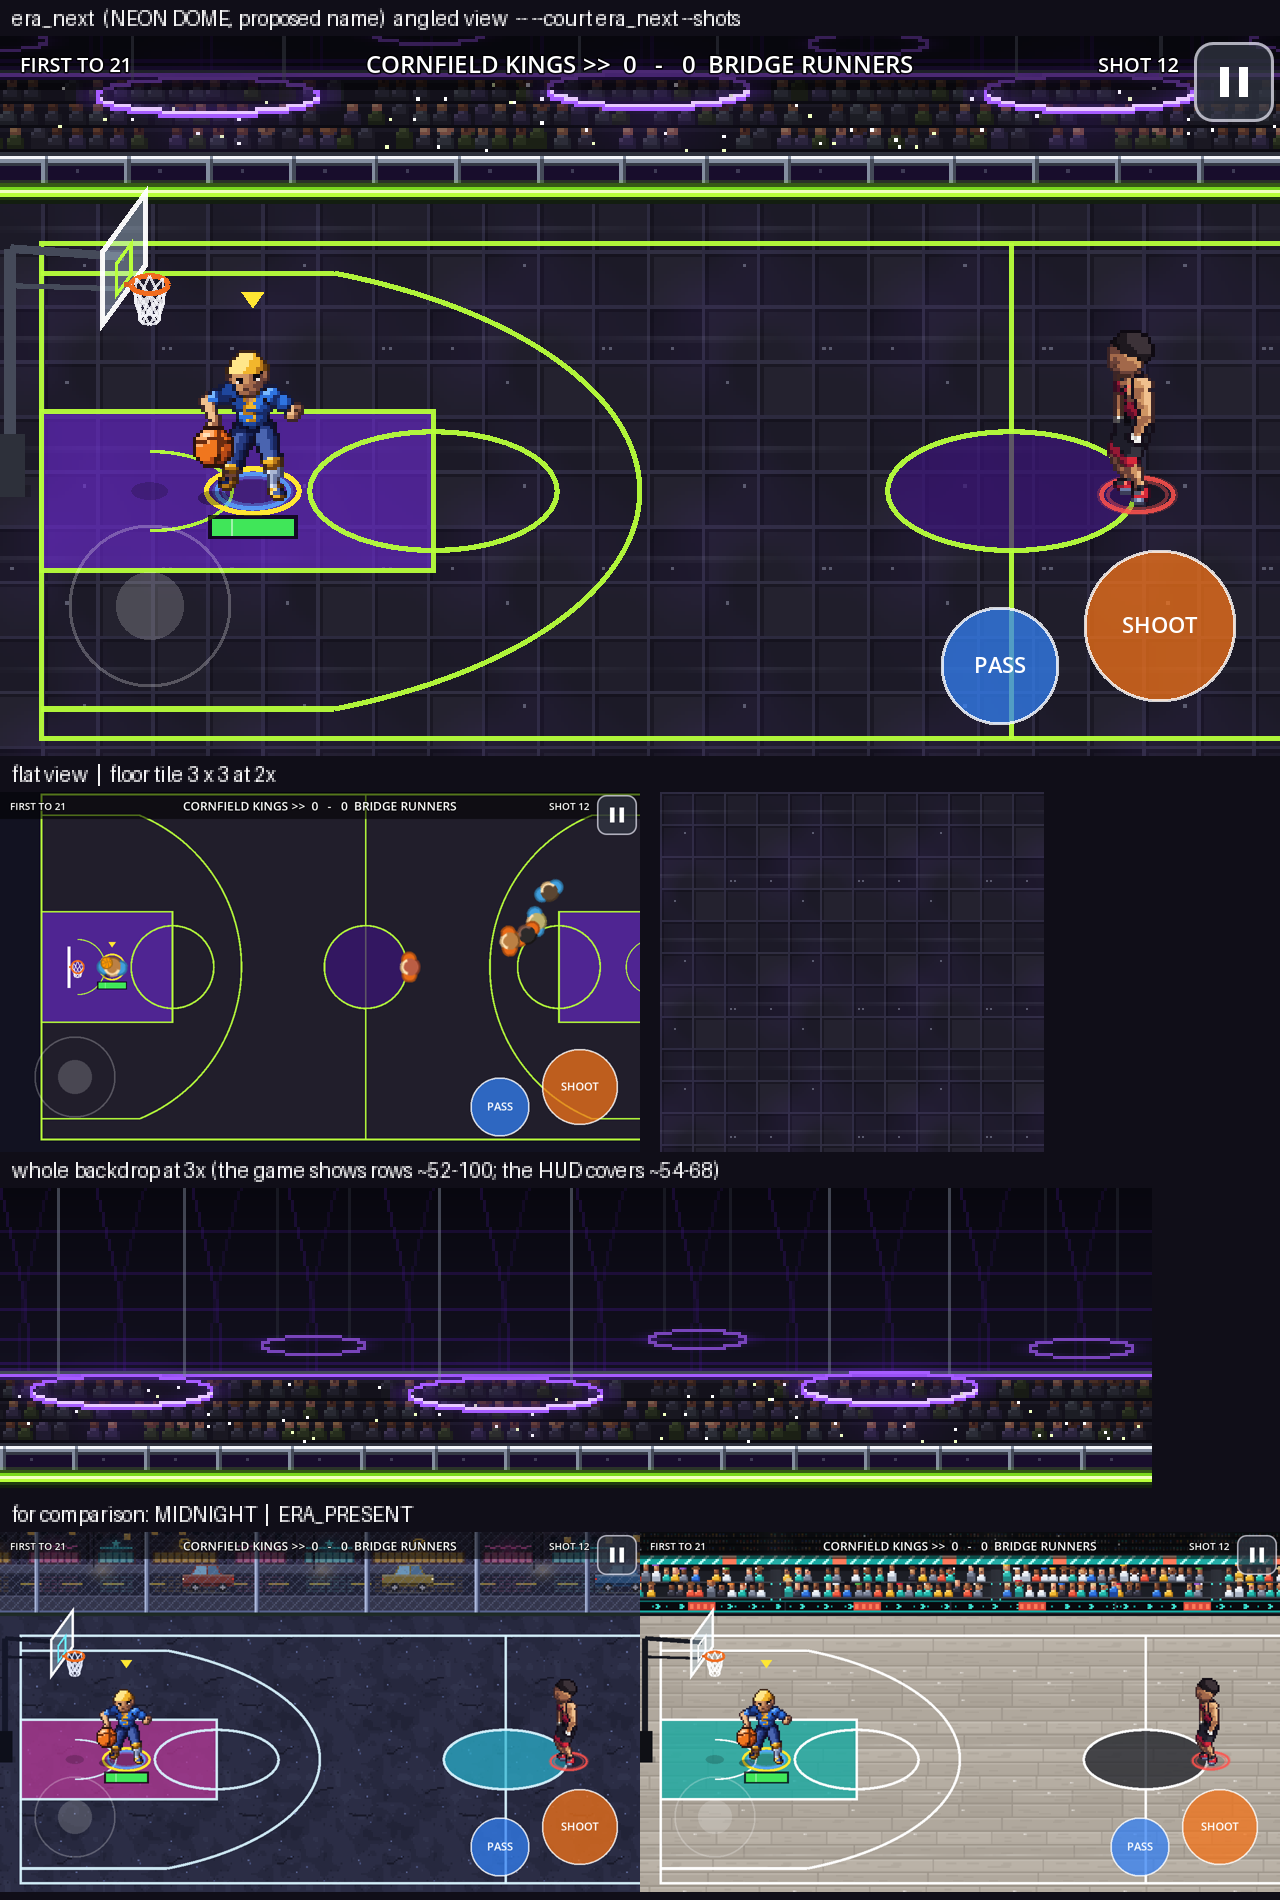 era_next (NEON DOME, proposed name) angled view -- --court era_next --shots
FIRST TO 21
CORNFIELD KINGS >> 0 - 0 BRIDGE RUNNERS
SHOT 12
SHOOT
PASS
flat view | floor tile 3 x 3 at 2x
FIRST TO 21
CORNFIELD KINGS >> 0 - 0 BRIDGE RUNNERS
SHOT 12
SHOOT
PASS
whole backdrop at 3x (the game shows rows ~52-100; the HUD covers ~54-68)
for comparison: MIDNIGHT | ERA_PRESENT
FIRST TO 21
CORNFIELD KINGS >> 0 - 0 BRIDGE RUNNERS
SHOT 12
SHOOT
PASS
FIRST TO 21
CORNFIELD KINGS >> 0 - 0 BRIDGE RUNNERS
SHOT 12
SHOOT
PASS